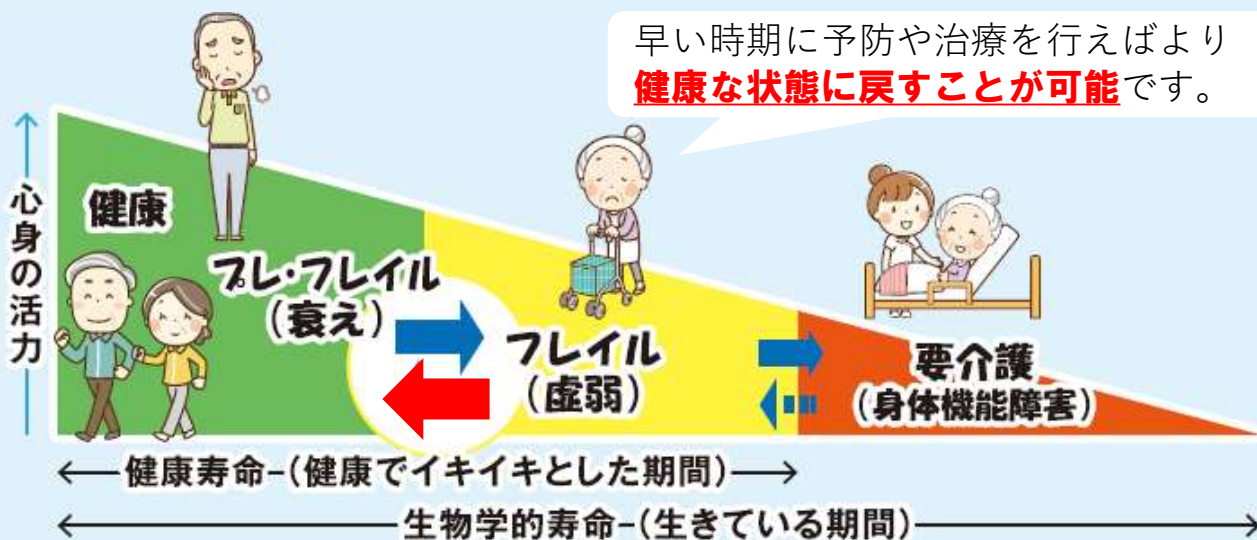 早い時期に予防や治療を行えばより
健康な状態に戻すことが可能です。
心身の活力
健康
プレ・フレイル
（衰え）
フレイル
（虚弱）
要介護
（身体機能障害）
健康寿命-（健康でイキイキとした期間）
生物学的寿命-（生きている期間）